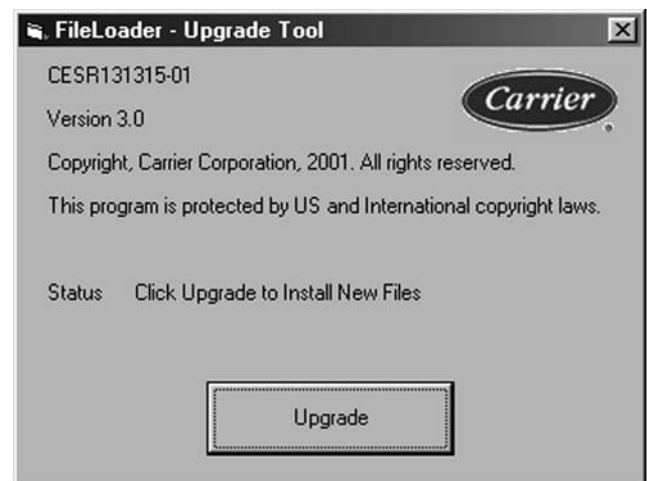 FileLoader - Upgrade Tool
CESR131315-01
Carrier
Version 3.0
Copyright, Carrier Corporation, 2001. All rights reserved.
This program is protected by US and International copyright laws.
Status Click Upgrade to Install New Files
Upgrade